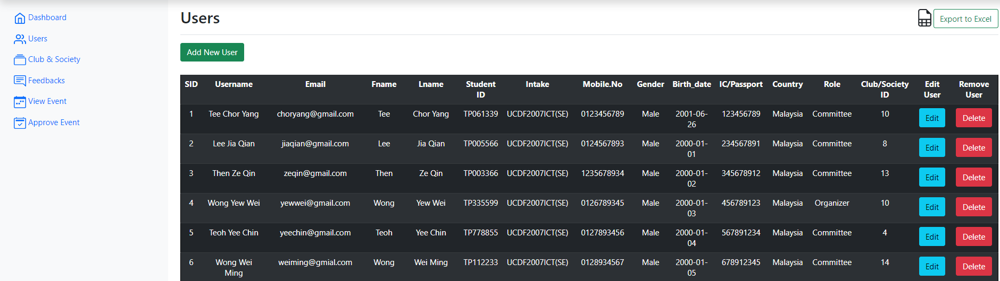 Dashboard
Users
Club & Society
Feedbacks
View Event
Approve Event
Users
Export to Excel
Add New User
SID Username Email Fname Lname Student ID Intake Mobile.No Gender Birth_date IC/Passport Country Role Club/Society ID Edit User Remove User
1 Tee Chor Yang choryang@gmail.com Tee Chor Yang TP061339 UCDF2007ICT(SE) 0123456789 Male 2001-06-26 123456789 Malaysia Committee 10 Edit Delete
2 Lee Jia Qian jiaqian@gmail.com Lee Jia Qian TP005566 UCDF2007ICT(SE) 0124567893 Male 2000-01-01 234567891 Malaysia Committee 8 Edit Delete
3 Then Ze Qin zeqin@gmail.com Then Ze Qin TP003366 UCDF2007ICT(SE) 1235678934 Male 2000-01-02 345678912 Malaysia Committee 13 Edit Delete
4 Wong Yew Wei yewwei@gmail.com Wong Yew Wei TP335599 UCDF2007ICT(SE) 0126789345 Male 2000-01-03 456789123 Malaysia Organizer 10 Edit Delete
5 Teoh Yee Chin yeechin@gmail.com Teoh Yee Chin TP778855 UCDF2007ICT(SE) 0127893456 Male 2000-01-04 567891234 Malaysia Committee 4 Edit Delete
6 Wong Wei Ming weiming@gmial.com Wong Wei Ming TP112233 UCDF2007ICT(SE) 0128934567 Male 2000-01-05 678912345 Malaysia Committee 14 Edit Delete